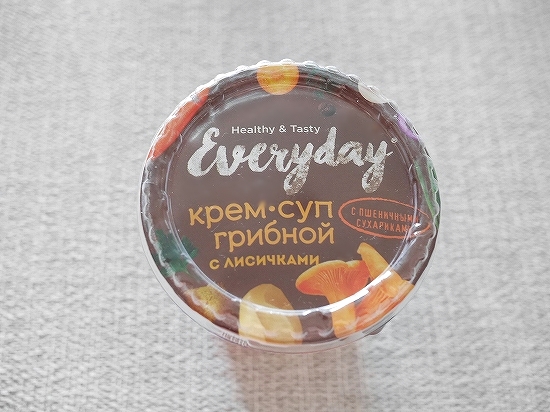 Healthy & Tasty
Everyday®
крем·суп
грибной
с лисичками
с пшеничными
сухариками